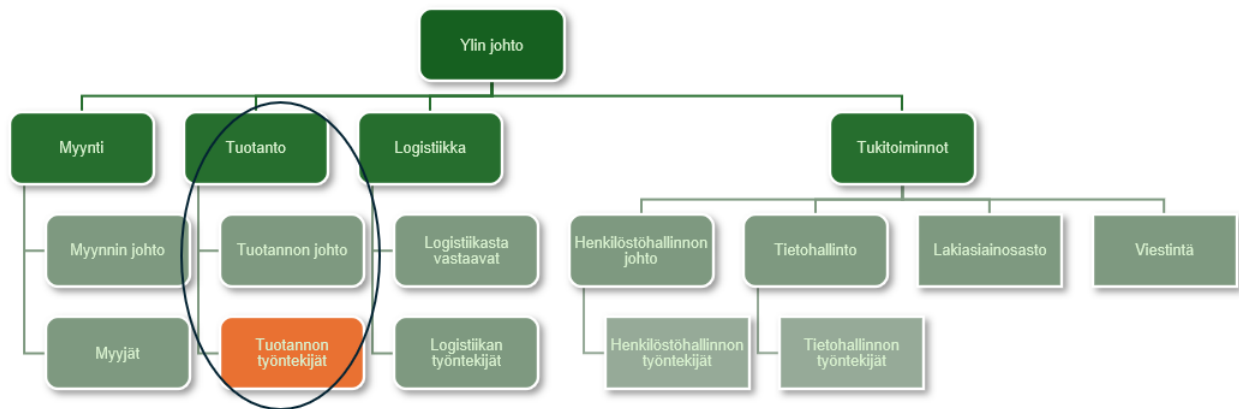 Ylin johto
Myynti
Tuotanto
Logistiikka
Tukitoiminnot
Myynnin johto
Tuotannon johto
Logistiikasta
vastaavat
Henkilöstöhallinnon
johto
Tietohallinto
Lakiasiainosasto
Viestintä
Myyjät
Tuotannon
työntekijät
Logistiikan
työntekijät
Henkilöstöhallinnon
työntekijät
Tietohallinnon
työntekijät